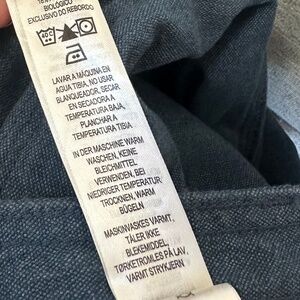 BIOLÓGICO
EXCLUSIVO DO REBORDO
LAVAR A MÁQUINA EN
AGUA TIBIA, NO USAR
BLANQUEADOR, SECAR
EN SECADORA A
TEMPERATURA BAJA,
PLANCHAR A
TEMPERATURA TIBIA
IN DER MASCHINE WARM
WASCHEN, KEINE
BLEICHMITTEL
VERWENDEN, BEI
NIEDRIGER TEMPERATUR
TROCKNEN, WARM
BÜGELN
MASKINVASKES VARMT,
TÅLER IKKE
BLEKEMIDDEL,
TØRKETROMLES PÅ LAV,
VARMT STRYKJERN